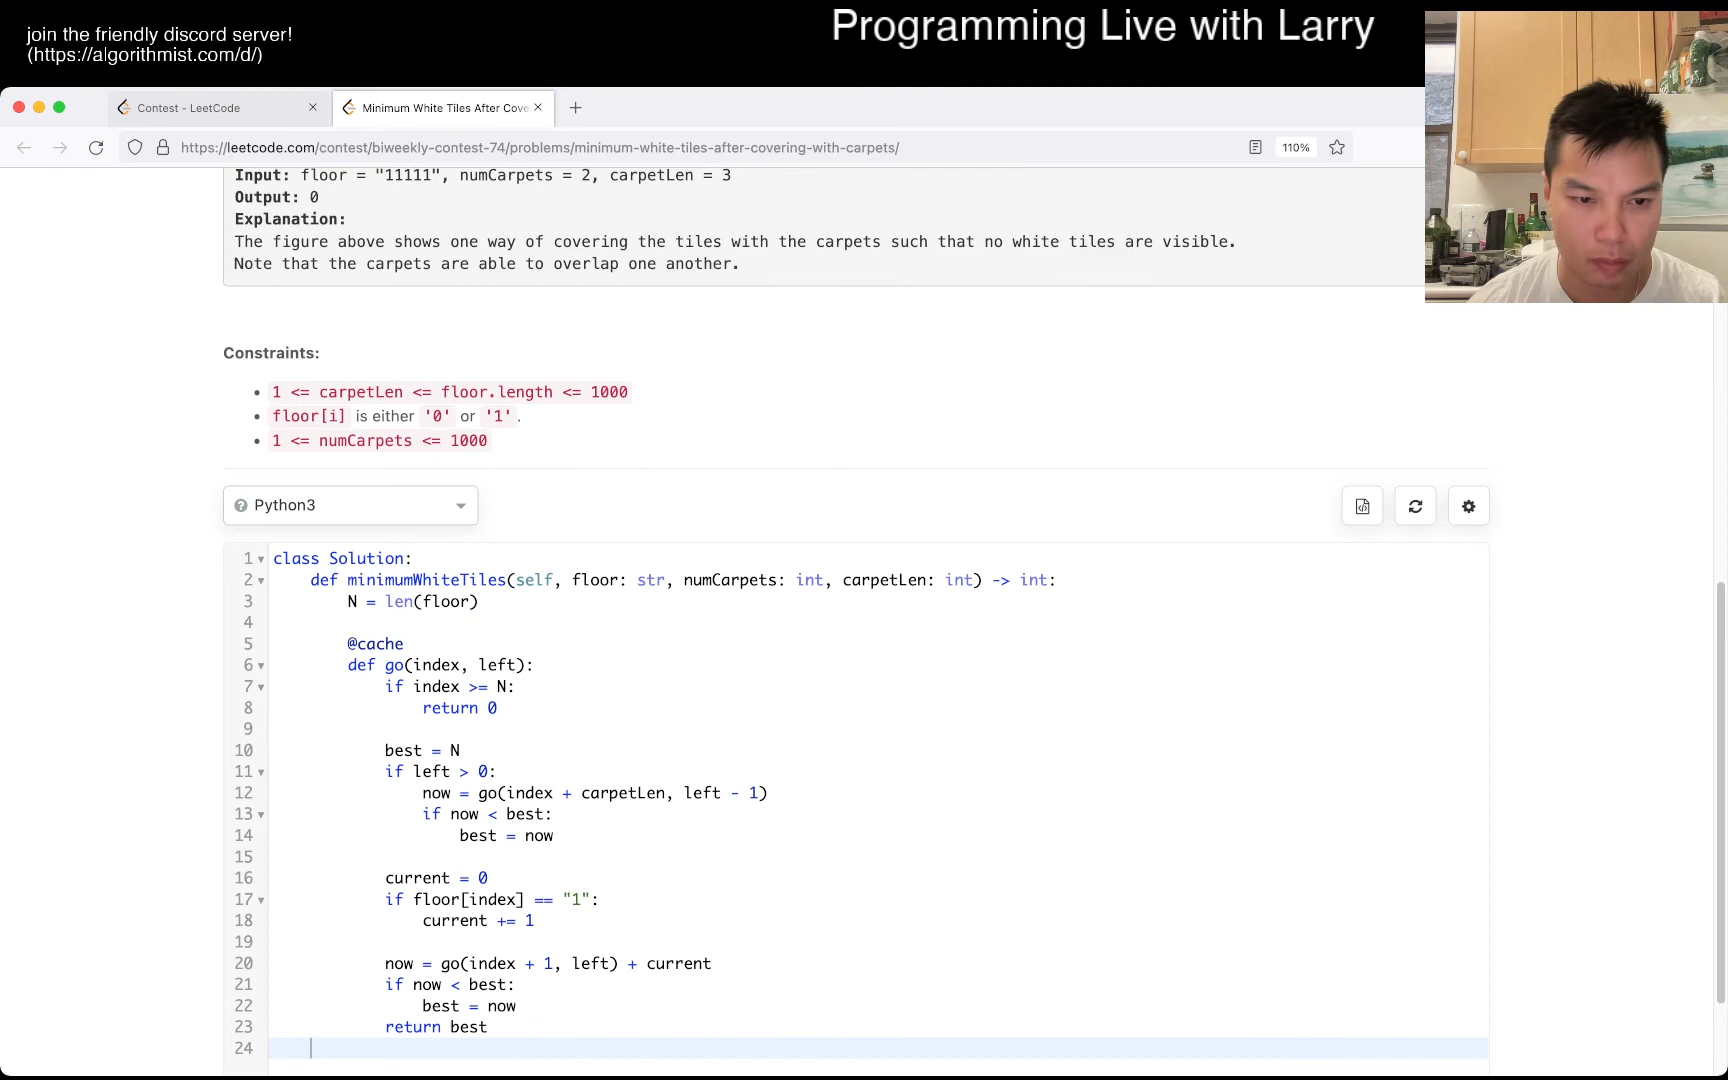 join the friendly discord server!
(https://algorithmist.com/d/)
Programming Live with Larry
Contest - LeetCode
Minimum White Tiles After Cove
https://leetcode.com/contest/biweekly-contest-74/problems/minimum-white-tiles-after-covering-with-carpets/
110%
Input: floor = "11111", numCarpets = 2, carpetLen = 3
Output: 0
Explanation:
The figure above shows one way of covering the tiles with the carpets such that no white tiles are visible.
Note that the carpets are able to overlap one another.
Constraints:
• 1 <= carpetLen <= floor.length <= 1000
• floor[i] is either '0' or '1'.
• 1 <= numCarpets <= 1000
Python3
1 class Solution:
2     def minimumWhiteTiles(self, floor: str, numCarpets: int, carpetLen: int) -> int:
3         N = len(floor)
4
5         @cache
6         def go(index, left):
7             if index >= N:
8                 return 0
9
10             best = N
11             if left > 0:
12                 now = go(index + carpetLen, left - 1)
13                 if now < best:
14                     best = now
15
16             current = 0
17             if floor[index] == "1":
18                 current += 1
19
20             now = go(index + 1, left) + current
21             if now < best:
22                 best = now
23             return best
24